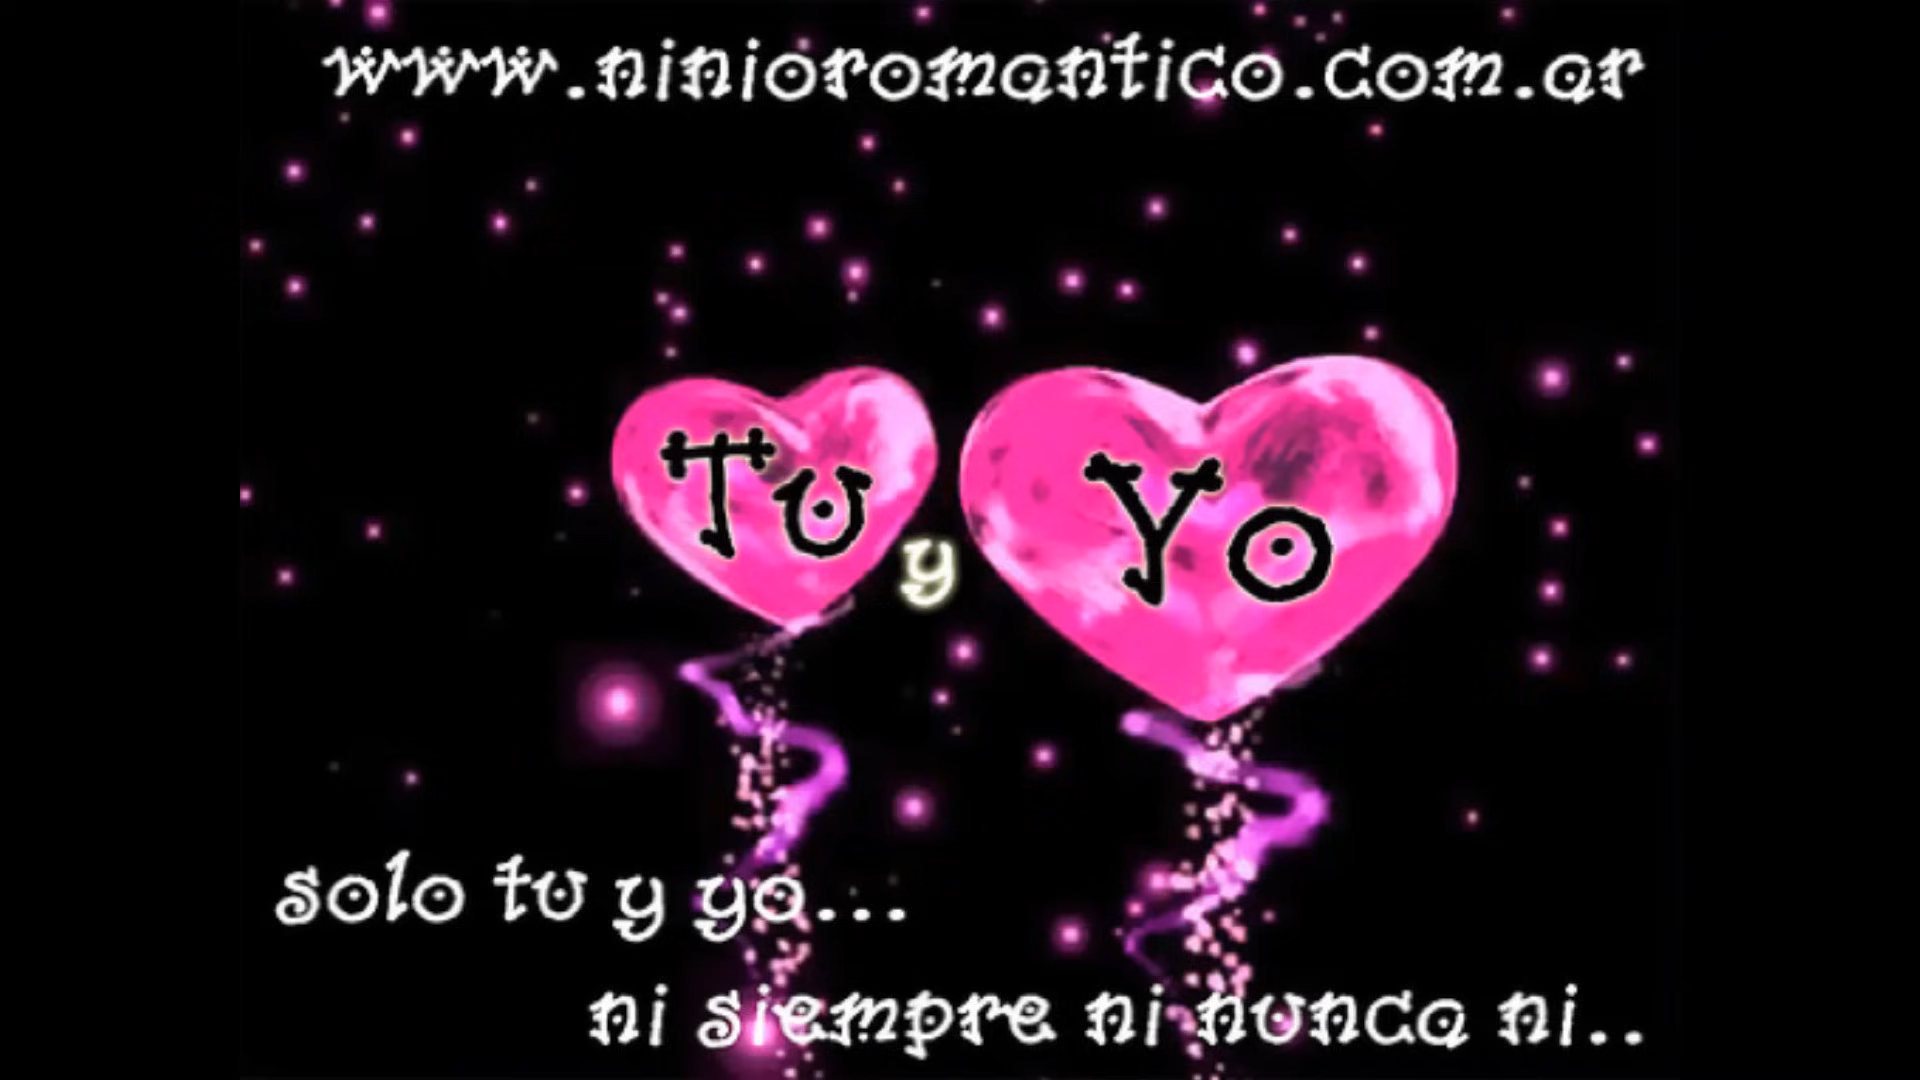 www.ninioromantico.com.ar
Tu y Yo
solo tu y yo...
ni siempre ni nunca ni..